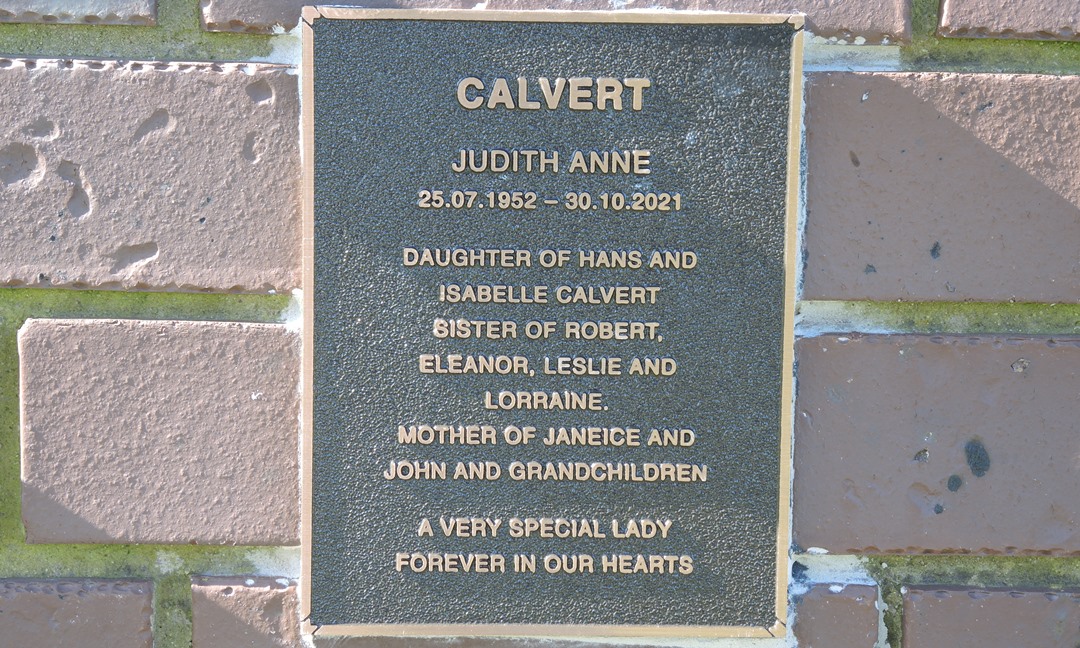 CALVERT
JUDITH ANNE
25.07.1952 – 30.10.2021
DAUGHTER OF HANS AND
ISABELLE CALVERT
SISTER OF ROBERT,
ELEANOR, LESLIE AND
LORRAINE.
MOTHER OF JANEICE AND
JOHN AND GRANDCHILDREN
A VERY SPECIAL LADY
FOREVER IN OUR HEARTS